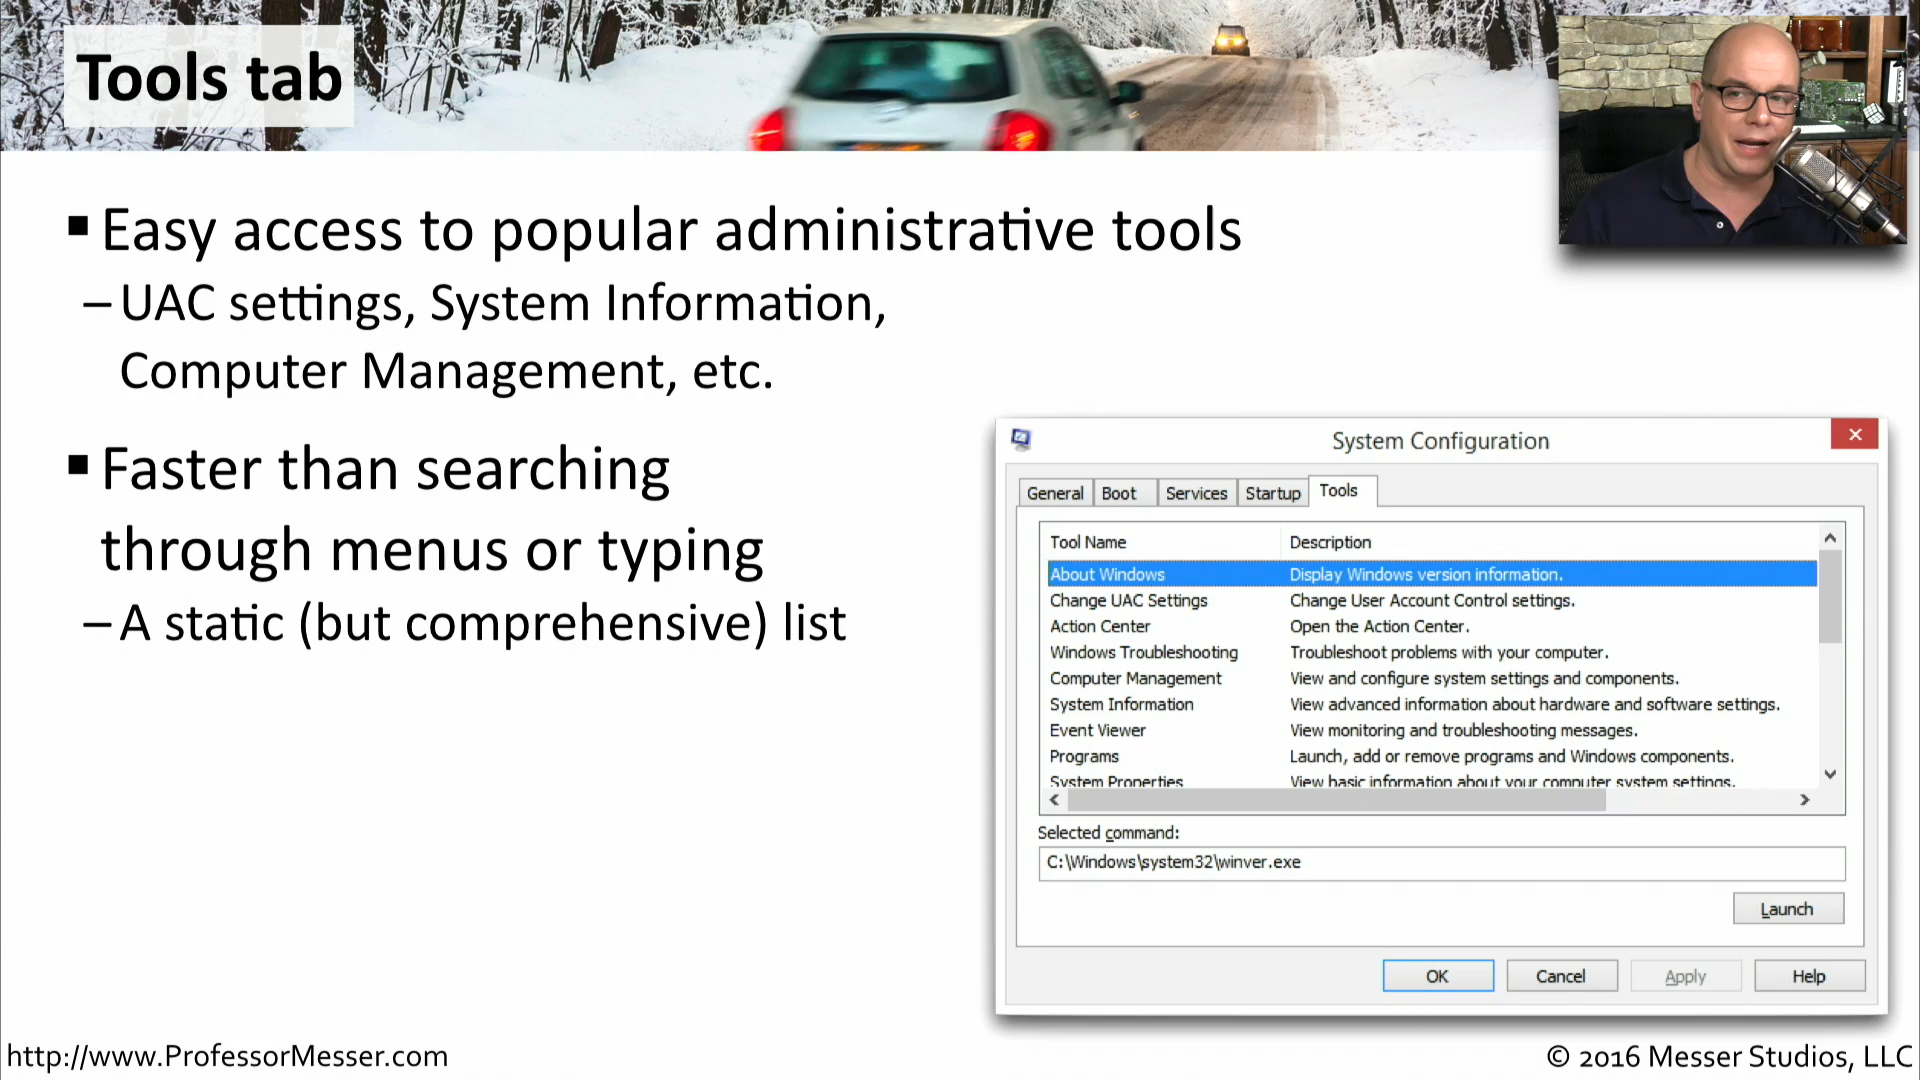 Tools tab
▪ Easy access to popular administrative tools
– UAC settings, System Information,
Computer Management, etc.
▪ Faster than searching
through menus or typing
– A static (but comprehensive) list
System Configuration
General Boot Services Startup Tools
Tool Name Description
About Windows Display Windows version information.
Change UAC Settings Change User Account Control settings.
Action Center Open the Action Center.
Windows Troubleshooting Troubleshoot problems with your computer.
Computer Management View and configure system settings and components.
System Information View advanced information about hardware and software settings.
Event Viewer View monitoring and troubleshooting messages.
Programs Launch, add or remove programs and Windows components.
System Properties View basic information about your computer system settings.
Selected command:
C:\Windows\system32\winver.exe
Launch
OK Cancel Apply Help
http://www.ProfessorMesser.com
© 2016 Messer Studios, LLC